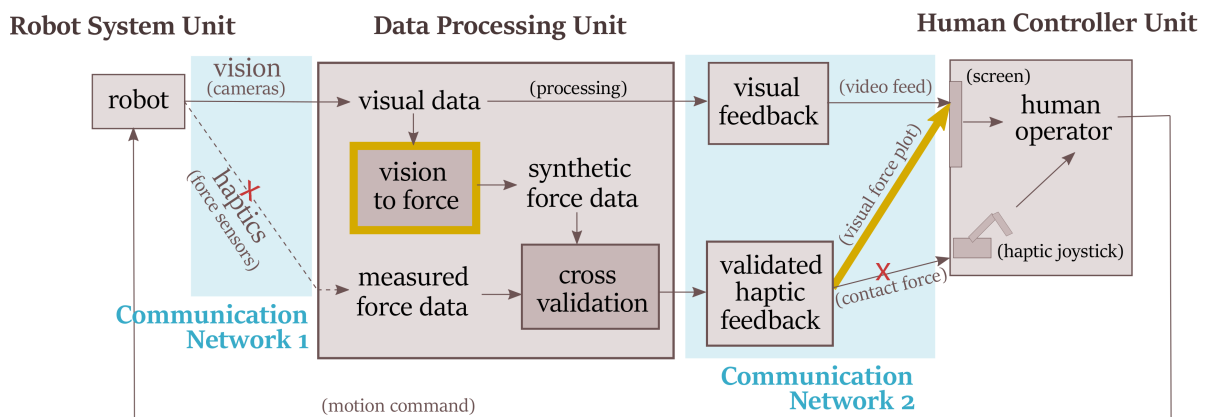 Robot System Unit
Data Processing Unit
Human Controller Unit
robot
vision
(cameras)
haptics
(force sensors)
X
Communication
Network 1
visual data
(processing)
vision
to force
synthetic
force data
measured
force data
cross
validation
visual
feedback
(video feed)
(visual force plot)
validated
haptic
feedback
X
(contact force)
Communication
Network 2
(screen)
human
operator
(haptic joystick)
(motion command)